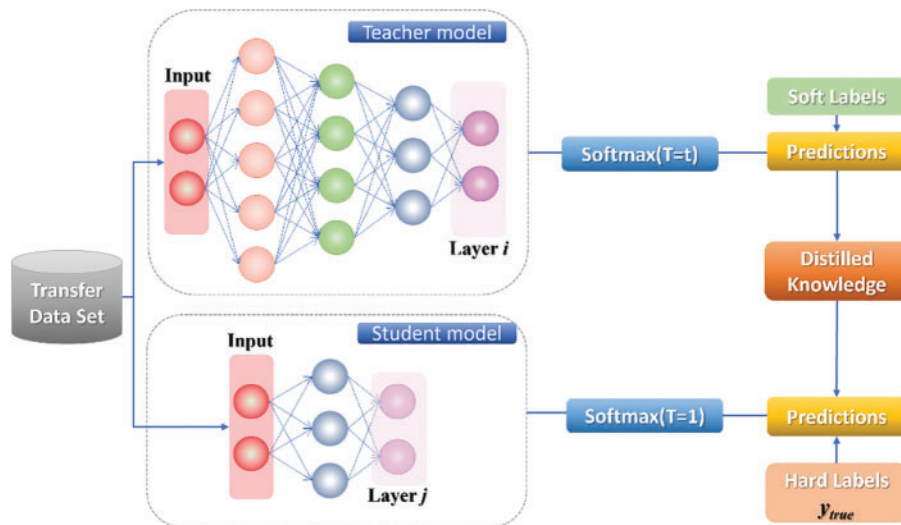 Teacher model
Input
Layer i
Softmax(T=t)
Soft Labels
Predictions
Distilled
Knowledge
Transfer
Data Set
Student model
Input
Layer j
Softmax(T=1)
Predictions
Hard Labels
y_true